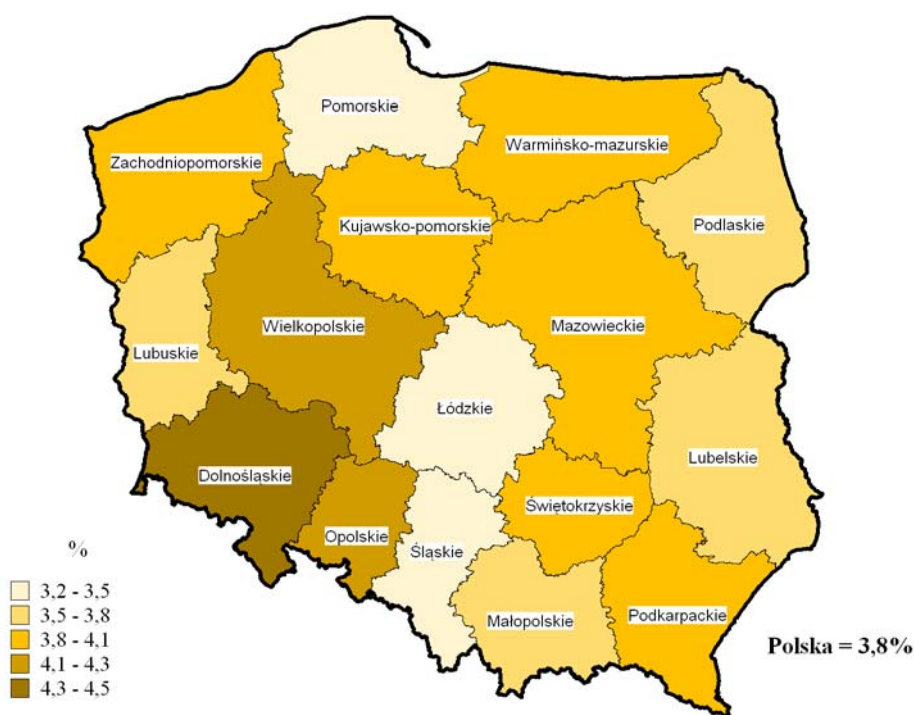 Pomorskie
Warmińsko-mazurskie
Zachodniopomorskie
Kujawsko-pomorskie
Podlaskie
Wielkopolskie
Mazowieckie
Lubuskie
Łódzkie
Lubelskie
Dolnośląskie
Świętokrzyskie
Opolskie
Śląskie
Małopolskie
Podkarpackie
%
3,2 - 3,5
3,5 - 3,8
3,8 - 4,1
4,1 - 4,3
4,3 - 4,5
Polska = 3,8%